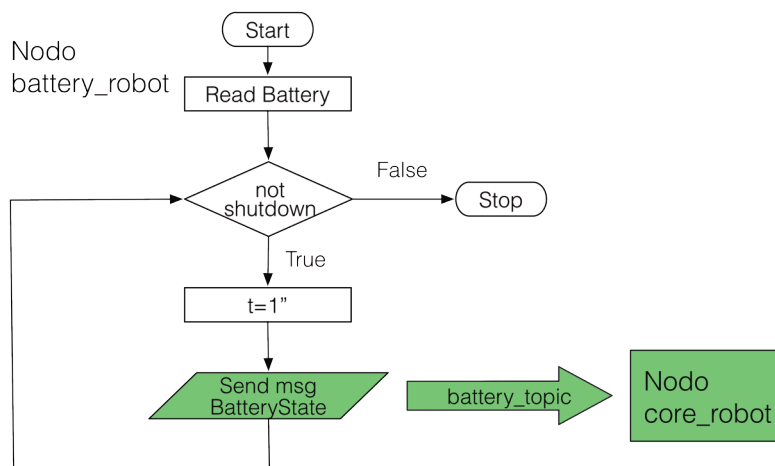 Start
Nodo
battery_robot
Read Battery
False
not
shutdown
Stop
True
t=1”
Send msg
BatteryState
battery_topic
Nodo
core_robot